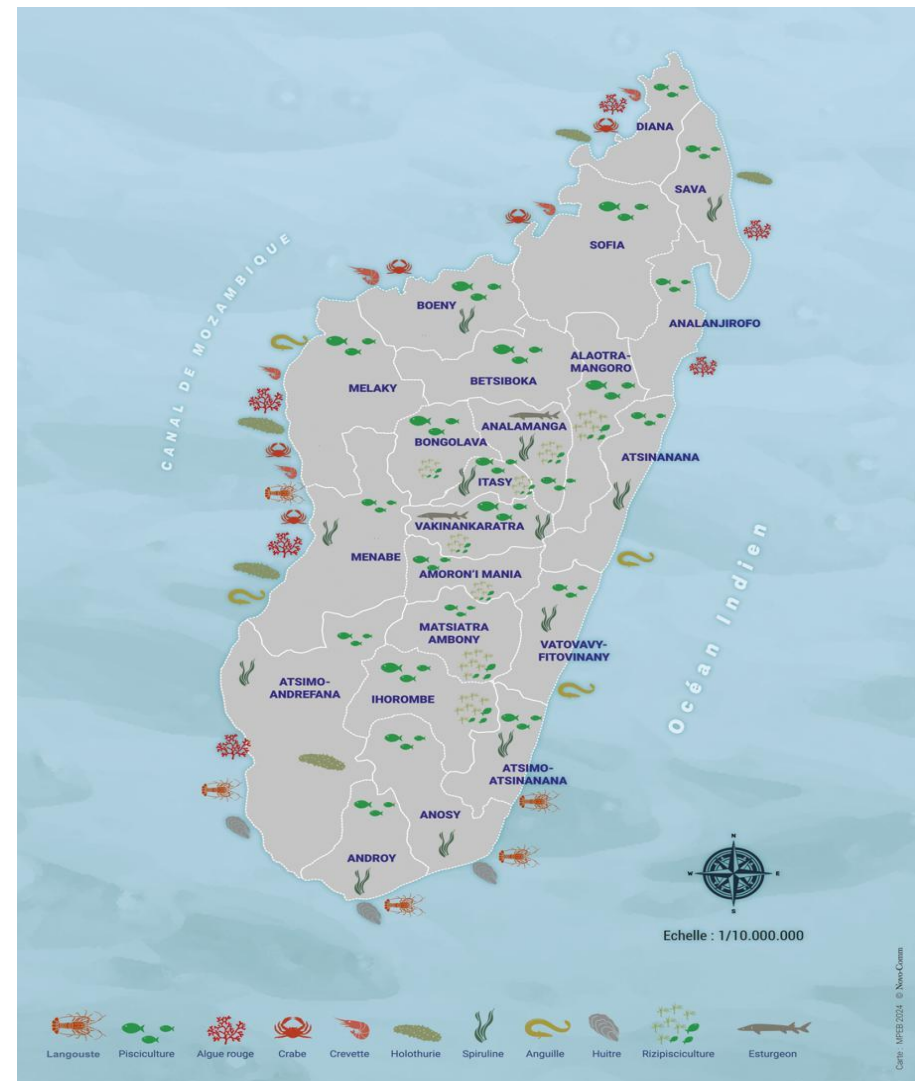 DIANA
SAVA
SOFIA
CANAL DE MOZAMBIQUE
BOENY
ANALANJIROFO
ALAOTRA-
MANGORO
BETSIBOKA
MELAKY
ANALAMANGA
BONGOLAVA
ATSINANANA
ITASY
VAKINANKARATRA
MENABE
AMORON'I MANIA
MATSIATRA
AMBONY
VATOVAVY-
FITOVINANY
Océan Indien
ATSIMO-
ANDREFANA
IHOROMBE
ATSIMO-
ATSINANANA
ANOSY
ANDROY
N
W E
S
Echelle : 1/10.000.000
Langouste Pisciculture Algue rouge Crabe Crevette Holothurie Spiruline Anguille Huitre Rizipisciculture Esturgeon
Carte : MPEB 2024 © Novo-Comm